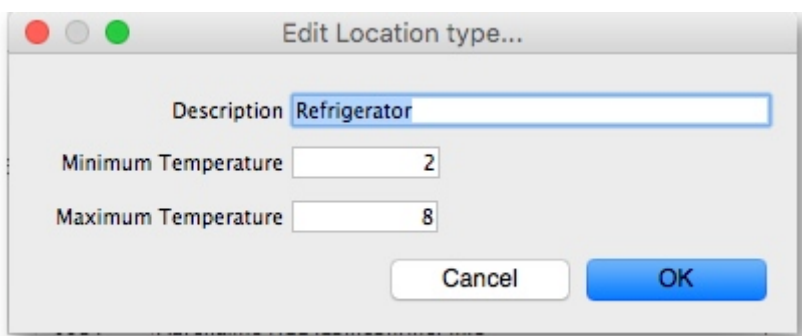 Edit Location type...
Description Refrigerator
Minimum Temperature 2
Maximum Temperature 8
Cancel OK